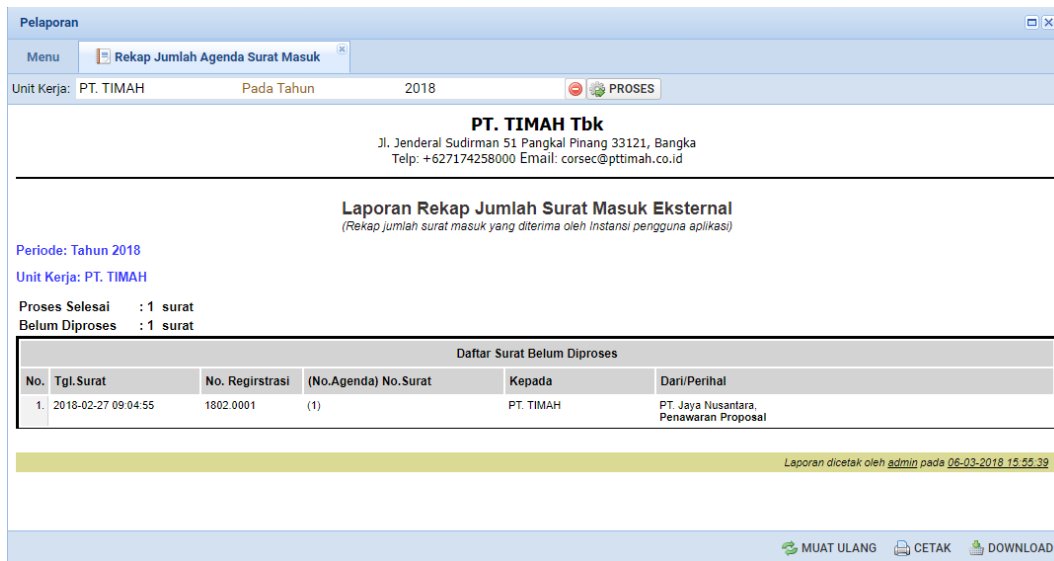 Pelaporan
Menu Rekap Jumlah Agenda Surat Masuk
Unit Kerja: PT. TIMAH Pada Tahun 2018 PROSES
PT. TIMAH Tbk
Jl. Jenderal Sudirman 51 Pangkal Pinang 33121, Bangka
Telp: +627174258000 Email: corsec@pttimah.co.id
Laporan Rekap Jumlah Surat Masuk Eksternal
(Rekap jumlah surat masuk yang diterima oleh Instansi pengguna aplikasi)
Periode: Tahun 2018
Unit Kerja: PT. TIMAH
Proses Selesai : 1 surat
Belum Diproses : 1 surat
Daftar Surat Belum Diproses
No. Tgl.Surat No. Regirstrasi (No.Agenda) No.Surat Kepada Dari/Perihal
1. 2018-02-27 09:04:55 1802.0001 (1) PT. TIMAH PT. Jaya Nusantara,
Penawaran Proposal
Laporan dicetak oleh admin pada 06-03-2018 15:55:39
MUAT ULANG CETAK DOWNLOAD